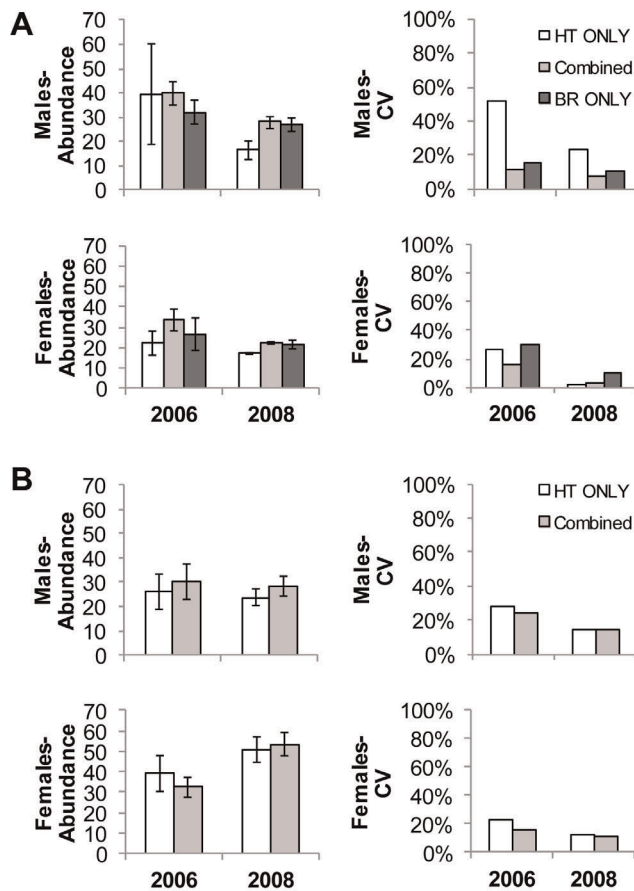 A
Males-
Abundance
70
60
50
40
30
20
10
0
Males-
CV
100%
80%
60%
40%
20%
0%
HT ONLY
Combined
BR ONLY
Females-
Abundance
70
60
50
40
30
20
10
0
2006
2008
Females-
CV
100%
80%
60%
40%
20%
0%
2006
2008
B
Males-
Abundance
70
60
50
40
30
20
10
0
Males-
CV
100%
80%
60%
40%
20%
0%
HT ONLY
Combined
Females-
Abundance
70
60
50
40
30
20
10
0
2006
2008
Females-
CV
100%
80%
60%
40%
20%
0%
2006
2008